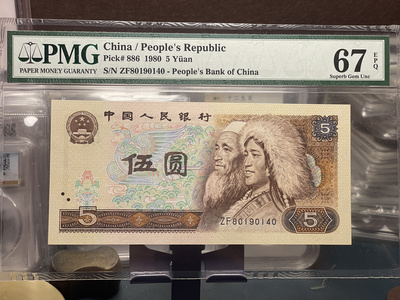 PMG
PAPER MONEY GUARANTY
China / People's Republic
Pick# 886 1980 5 Yüan
S/N ZF80190140 - People's Bank of China
67 EPQ
Superb Gem Unc
中国人民银行
5
伍圆
5
5
ZF80190140